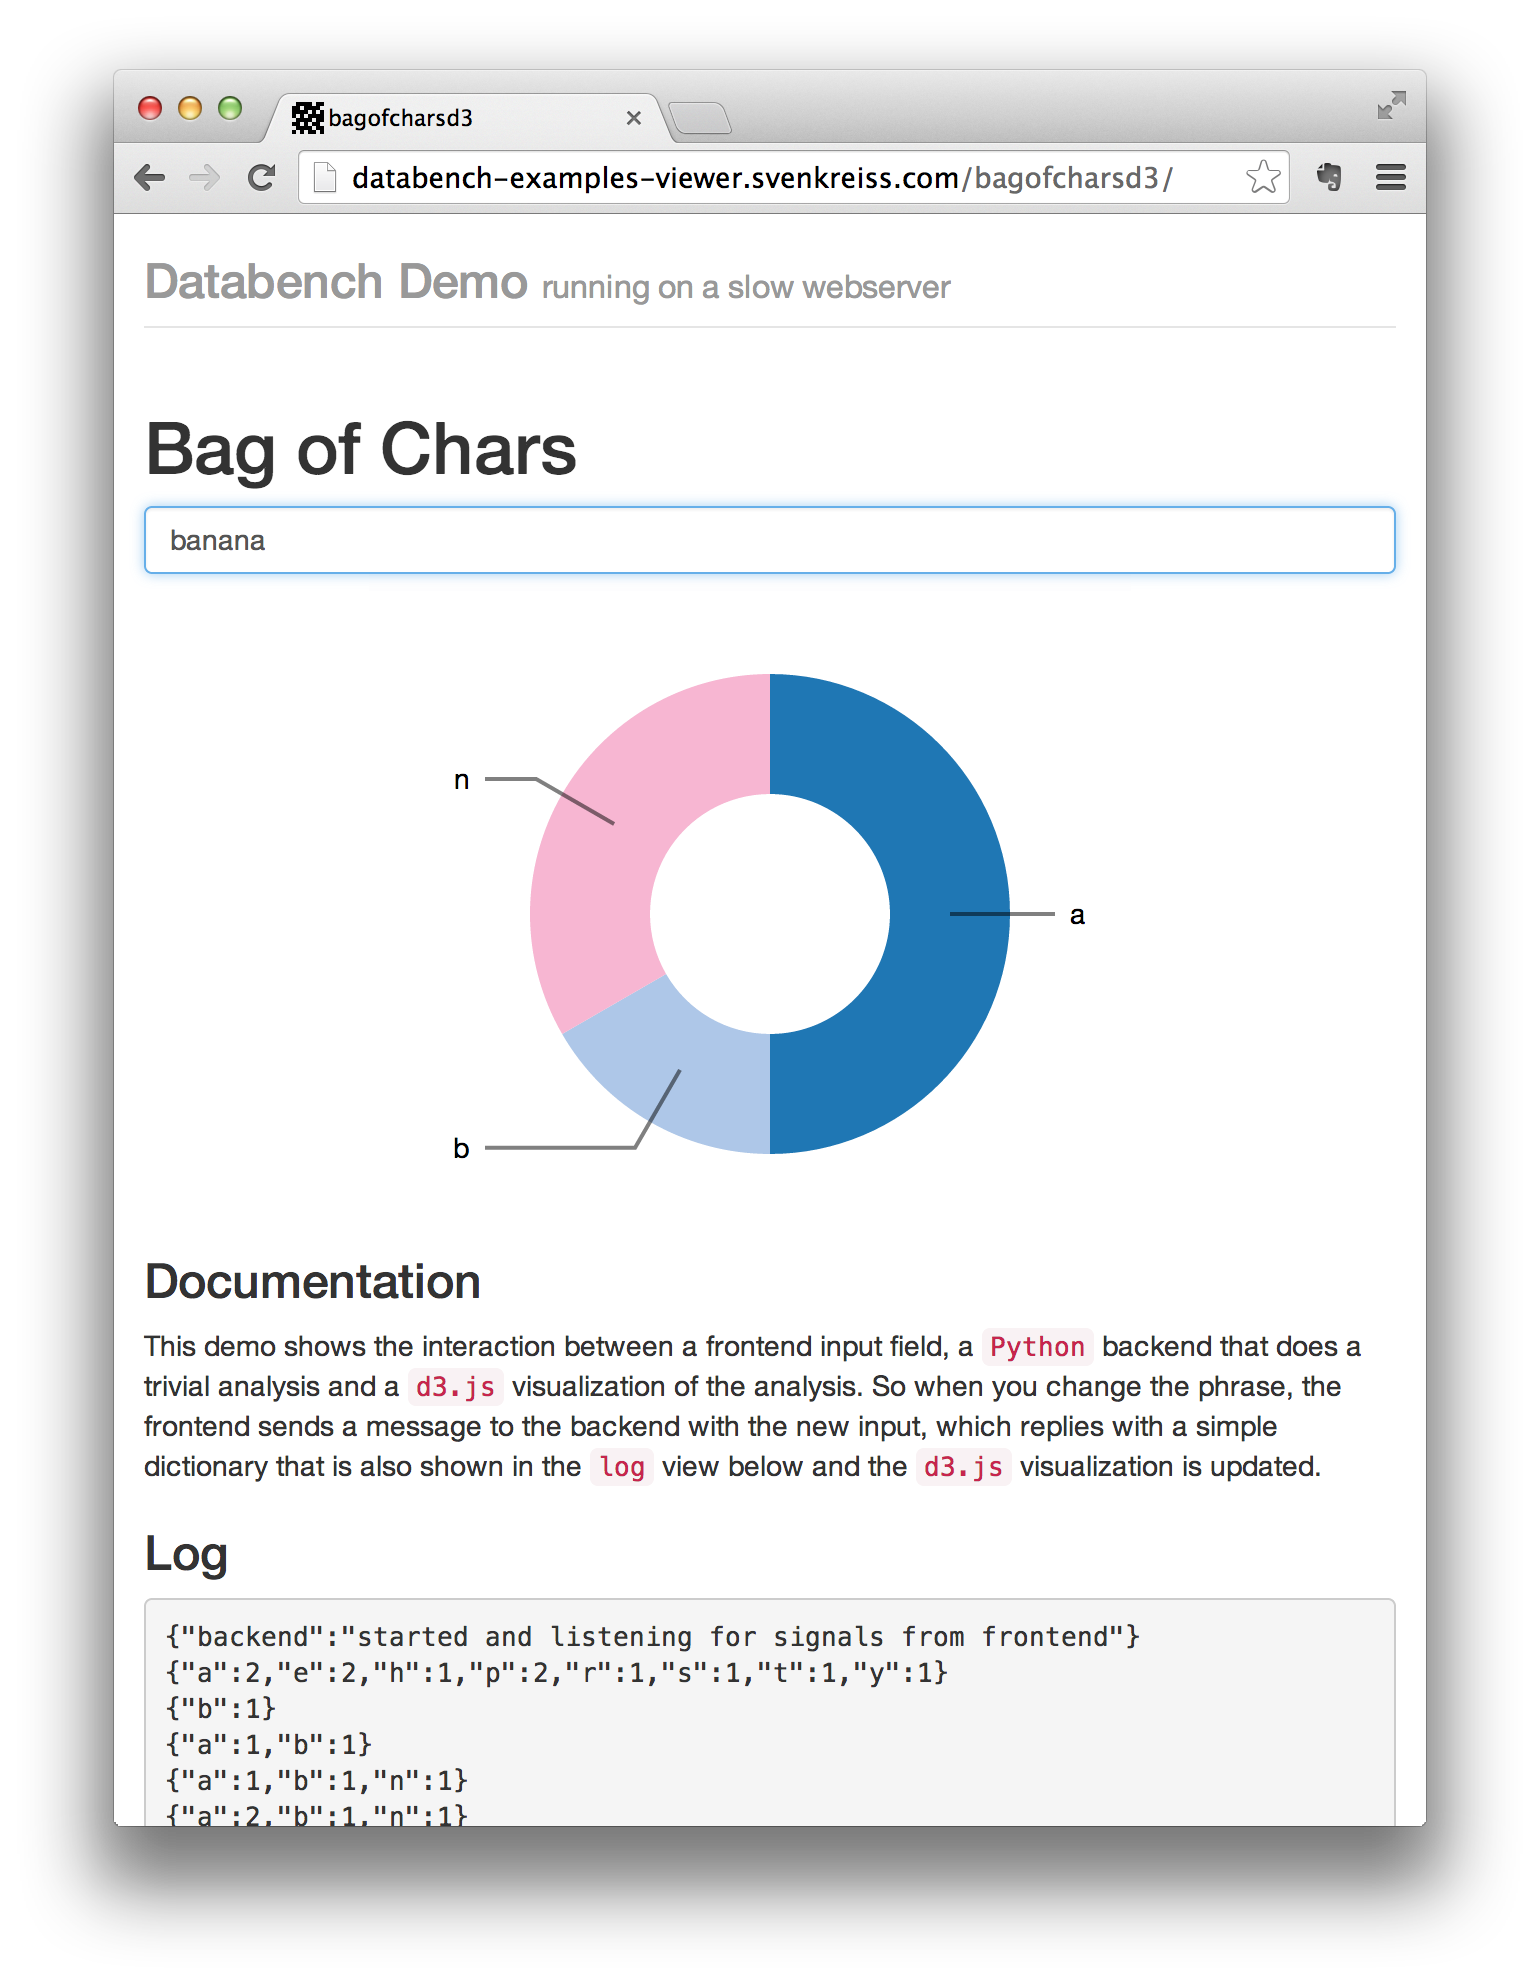 bagofcharsd3
databench-examples-viewer.svenkreiss.com/bagofcharsd3/
Databench Demo running on a slow webserver
Bag of Chars
banana
n
a
b
Documentation
This demo shows the interaction between a frontend input field, a Python backend that does a
trivial analysis and a d3.js visualization of the analysis. So when you change the phrase, the
frontend sends a message to the backend with the new input, which replies with a simple
dictionary that is also shown in the log view below and the d3.js visualization is updated.
Log
{"backend":"started and listening for signals from frontend"}
{"a":2,"e":2,"h":1,"p":2,"r":1,"s":1,"t":1,"y":1}
{"b":1}
{"a":1,"b":1}
{"a":1,"b":1,"n":1}
{"a":2,"b":1,"n":1}